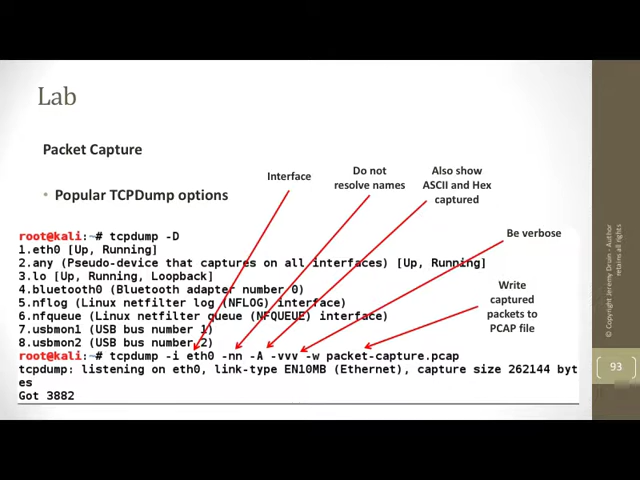 Lab
Packet Capture
• Popular TCPDump options
Interface
Do not
resolve names
Also show
ASCII and Hex
captured
Be verbose
Write
captured
packets to
PCAP file
root@kali:~# tcpdump -D
1.eth0 [Up, Running]
2.any (Pseudo-device that captures on all interfaces) [Up, Running]
3.lo [Up, Running, Loopback]
4.bluetooth0 (Bluetooth adapter number 0)
5.nflog (Linux netfilter log (NFLOG) interface)
6.nfqueue (Linux netfilter queue (NFQUEUE) interface)
7.usbmon1 (USB bus number 1)
8.usbmon2 (USB bus number 2)
root@kali:~# tcpdump -i eth0 -nn -A -vvv -w packet-capture.pcap
tcpdump: listening on eth0, link-type EN10MB (Ethernet), capture size 262144 byt
es
Got 3882
© Copyright Jeremy Druin - Author
retains all rights
93